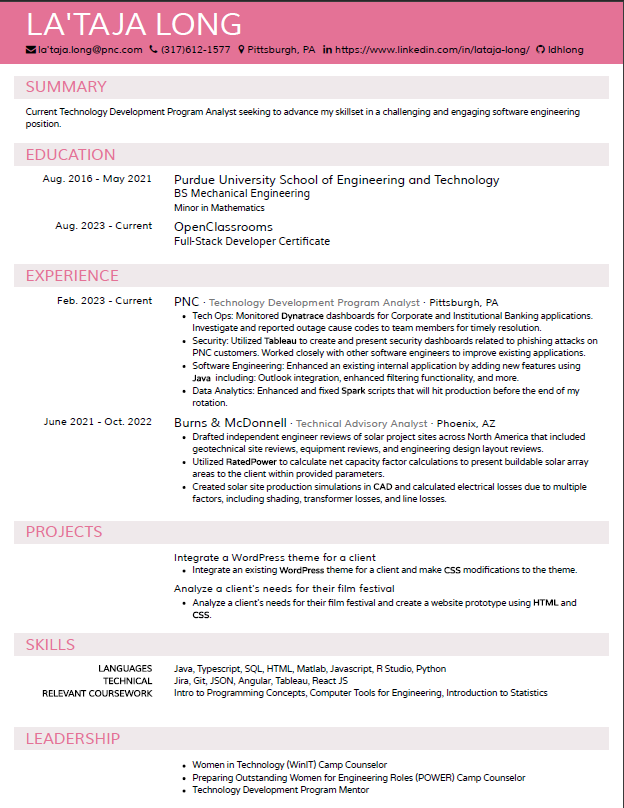 LA'TAJA LONG
la'taja.long@pnc.com (317)612-1577 Pittsburgh, PA https://www.linkedin.com/in/lataja-long/ ldhlong
SUMMARY
Current Technology Development Program Analyst seeking to advance my skillset in a challenging and engaging software engineering
position.
EDUCATION
Aug. 2016 - May 2021 Purdue University School of Engineering and Technology
BS Mechanical Engineering
Minor in Mathematics
Aug. 2023 - Current OpenClassrooms
Full-Stack Developer Certificate
EXPERIENCE
Feb. 2023 - Current PNC · Technology Development Program Analyst · Pittsburgh, PA
• Tech Ops: Monitored Dynatrace dashboards for Corporate and Institutional Banking applications.
Investigate and reported outage cause codes to team members for timely resolution.
• Security: Utilized Tableau to create and present security dashboards related to phishing attacks on
PNC customers. Worked closely with other software engineers to improve existing applications.
• Software Engineering: Enhanced an existing internal application by adding new features using
Java including: Outlook integration, enhanced filtering functionality, and more.
• Data Analytics: Enhanced and fixed Spark scripts that will hit production before the end of my
rotation.
June 2021 - Oct. 2022 Burns & McDonnell · Technical Advisory Analyst · Phoenix, AZ
• Drafted independent engineer reviews of solar project sites across North America that included
geotechnical site reviews, equipment reviews, and engineering design layout reviews.
• Utilized RatedPower to calculate net capacity factor calculations to present buildable solar array
areas to the client within provided parameters.
• Created solar site production simulations in CAD and calculated electrical losses due to multiple
factors, including shading, transformer losses, and line losses.
PROJECTS
Integrate a WordPress theme for a client
• Integrate an existing WordPress theme for a client and make CSS modifications to the theme.
Analyze a client's needs for their film festival
• Analyze a client's needs for their film festival and create a website prototype using HTML and
CSS.
SKILLS
LANGUAGES Java, Typescript, SQL, HTML, Matlab, Javascript, R Studio, Python
TECHNICAL Jira, Git, JSON, Angular, Tableau, React JS
RELEVANT COURSEWORK Intro to Programming Concepts, Computer Tools for Engineering, Introduction to Statistics
LEADERSHIP
• Women in Technology (WinIT) Camp Counselor
• Preparing Outstanding Women for Engineering Roles (POWER) Camp Counselor
• Technology Development Program Mentor